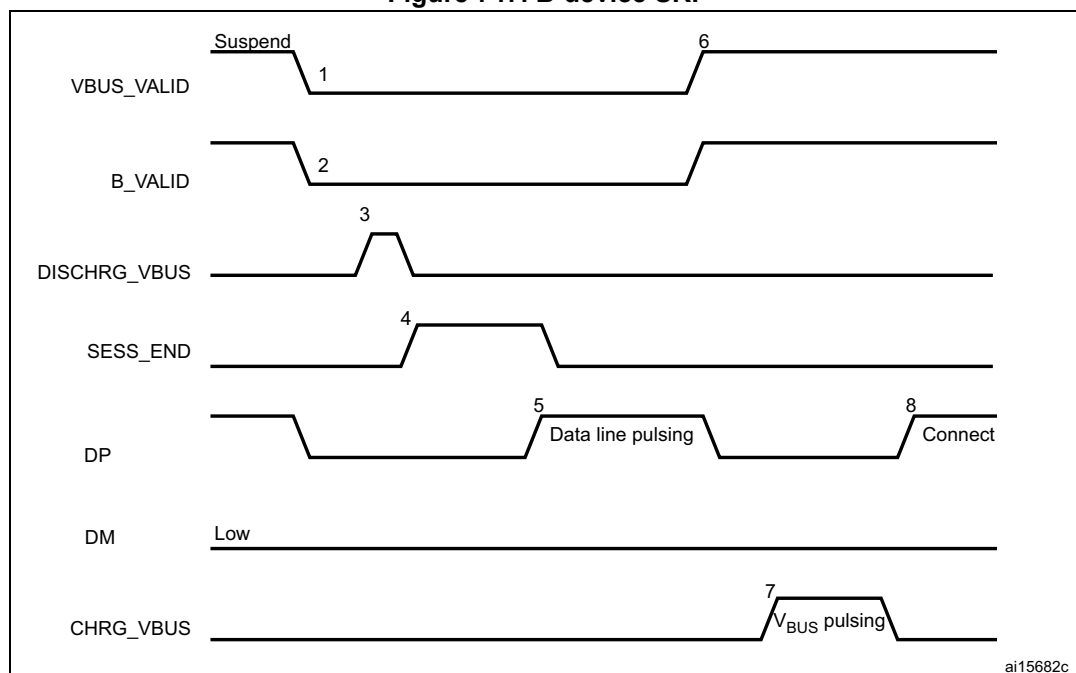 Figure B-device SRP
Suspend
6
1
VBUS_VALID
2
B_VALID
3
DISCHRG_VBUS
4
SESS_END
5
8
Data line pulsing
Connect
DP
Low
DM
7
VBUS pulsing
CHRG_VBUS
ai15682c